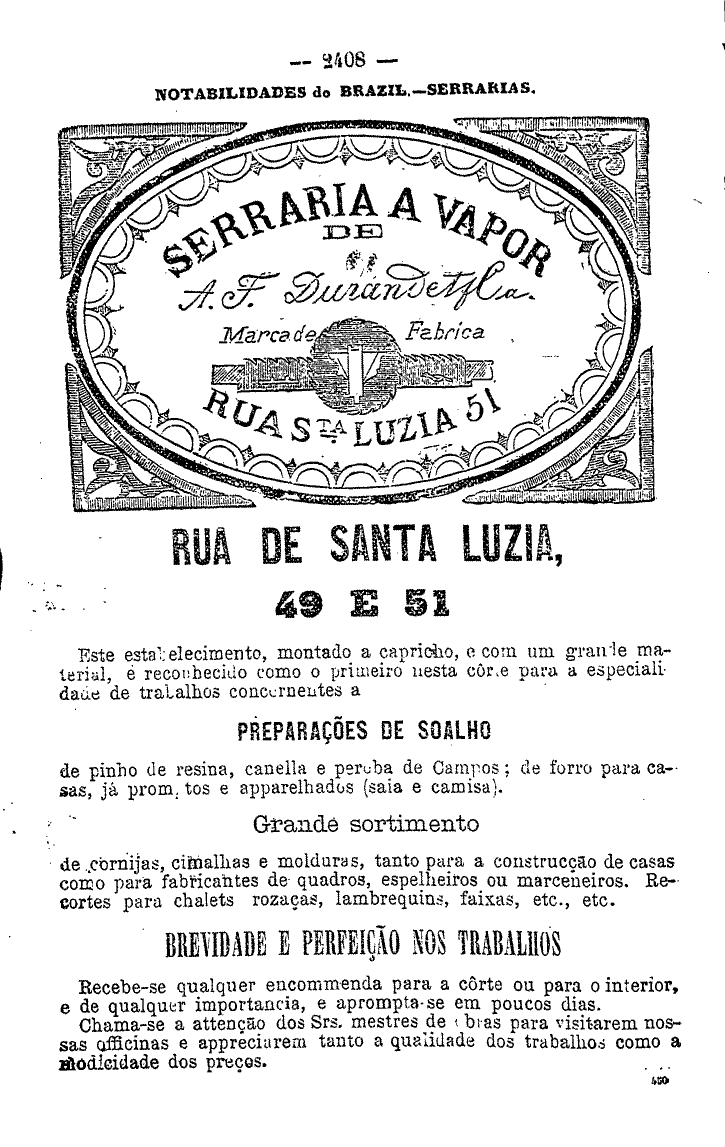 — 2408 —
NOTABILIDADES do BRAZIL.—SERRARIAS.
SERRARIA A VAPOR
DE
A. F. Durandet & Ca.
Marca de Fabrica
RUA STA LUZIA 51
RUA DE SANTA LUZIA,
49 E 51
Este estabelecimento, montado a capricho, e com um grande ma-
terial, é reconhecido como o primeiro nesta côrte para a especiali-
dade de trabalhos concernentes a
PREPARAÇÕES DE SOALHO
de pinho de resina, canella e peroba de Campos; de forro para ca-
sas, já promptos e apparelhados (saia e camisa).
Grande sortimento
de cornijas, cimalhas e molduras, tanto para a construcção de casas
como para fabricantes de quadros, espelheiros ou marceneiros. Re-
cortes para chalets rozaças, lambrequins, faixas, etc., etc.
BREVIDADE E PERFEIÇÃO NOS TRABALHOS
Recebe-se qualquer encommenda para a côrte ou para o interior,
e de qualquer importancia, e aprompta-se em poucos dias.
Chama-se a attenção dos Srs. mestres de obras para visitarem nos-
sas officinas e appreciarem tanto a qualidade dos trabalhos como a
modicidade dos preços.
450